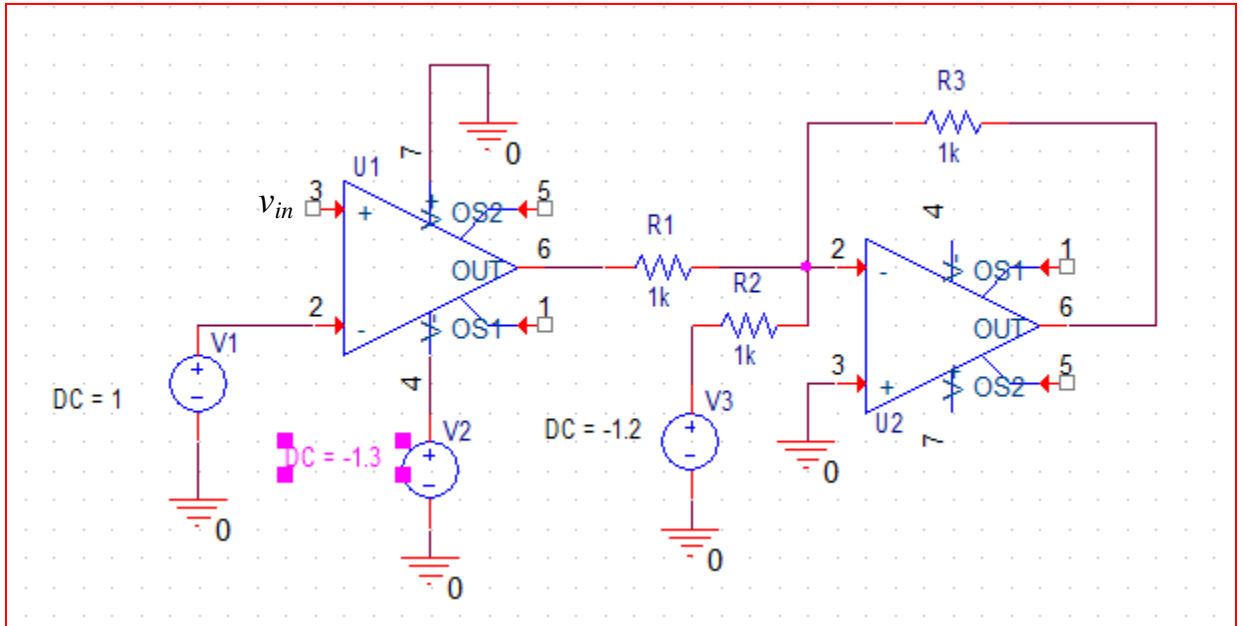 R3
1k
7
0
U1
v_in
3
+
V+
OS2
5
OUT
6
2
-
V-
OS1
1
4
R1
1k
R2
1k
V1
+
-
DC = 1
0
V2
+
-
DC = -1.3
0
V3
+
-
DC = -1.2
0
4
2
-
V-
OS1
1
OUT
6
3
+
V+
OS2
5
U2
7
0